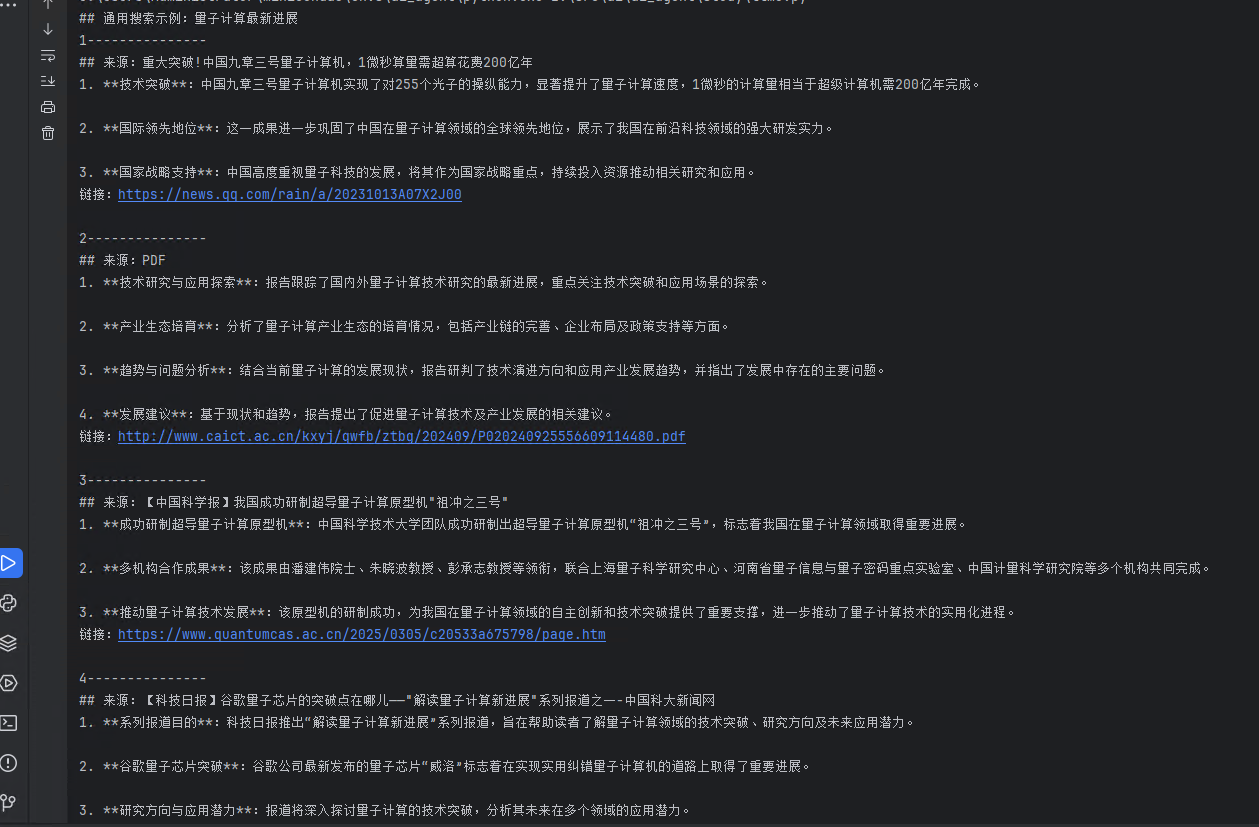 ## 通用搜索示例：量子计算最新进展
1---------------
## 来源：重大突破!中国九章三号量子计算机，1微秒算量需超算花费200亿年
1. **技术突破**：中国九章三号量子计算机实现了对255个光子的操纵能力，显著提升了量子计算速度，1微秒的计算量相当于超级计算机需200亿年完成。
2. **国际领先地位**：这一成果进一步巩固了中国在量子计算领域的全球领先地位，展示了我国在前沿科技领域的强大研发实力。
3. **国家战略支持**：中国高度重视量子科技的发展，将其作为国家战略重点，持续投入资源推动相关研究和应用。
链接：https://news.qq.com/rain/a/20231013A07X2J00
2---------------
## 来源：PDF
1. **技术研究与应用探索**：报告跟踪了国内外量子计算技术研究的最新进展，重点关注技术突破和应用场景的探索。
2. **产业生态培育**：分析了量子计算产业生态的培育情况，包括产业链的完善、企业布局及政策支持等方面。
3. **趋势与问题分析**：结合当前量子计算的发展现状，报告研判了技术演进方向和应用产业发展趋势，并指出了发展中存在的主要问题。
4. **发展建议**：基于现状和趋势，报告提出了促进量子计算技术及产业发展的相关建议。
链接：http://www.caict.ac.cn/kxyj/qwfb/ztbg/202409/P020240925556609114480.pdf
3---------------
## 来源：【中国科学报】我国成功研制超导量子计算原型机"祖冲之三号"
1. **成功研制超导量子计算原型机**：中国科学技术大学团队成功研制出超导量子计算原型机“祖冲之三号”，标志着我国在量子计算领域取得重要进展。
2. **多机构合作成果**：该成果由潘建伟院士、朱晓波教授、彭承志教授等领衔，联合上海量子科学研究中心、河南省量子信息与量子密码重点实验室、中国计量科学研究院等多个机构共同完成。
3. **推动量子计算技术发展**：该原型机的研制成功，为我国在量子计算领域的自主创新和技术突破提供了重要支撑，进一步推动了量子计算技术的实用化进程。
链接：https://www.quantumcas.ac.cn/2025/0305/c20533a675798/page.htm
4---------------
## 来源：【科技日报】谷歌量子芯片的突破点在哪儿——"解读量子计算新进展"系列报道之一-中国科大新闻网
1. **系列报道目的**：科技日报推出“解读量子计算新进展”系列报道，旨在帮助读者了解量子计算领域的技术突破、研究方向及未来应用潜力。
2. **谷歌量子芯片突破**：谷歌公司最新发布的量子芯片“威洛”标志着在实现实用纠错量子计算机的道路上取得了重要进展。
3. **研究方向与应用潜力**：报道将深入探讨量子计算的技术突破，分析其未来在多个领域的应用潜力。